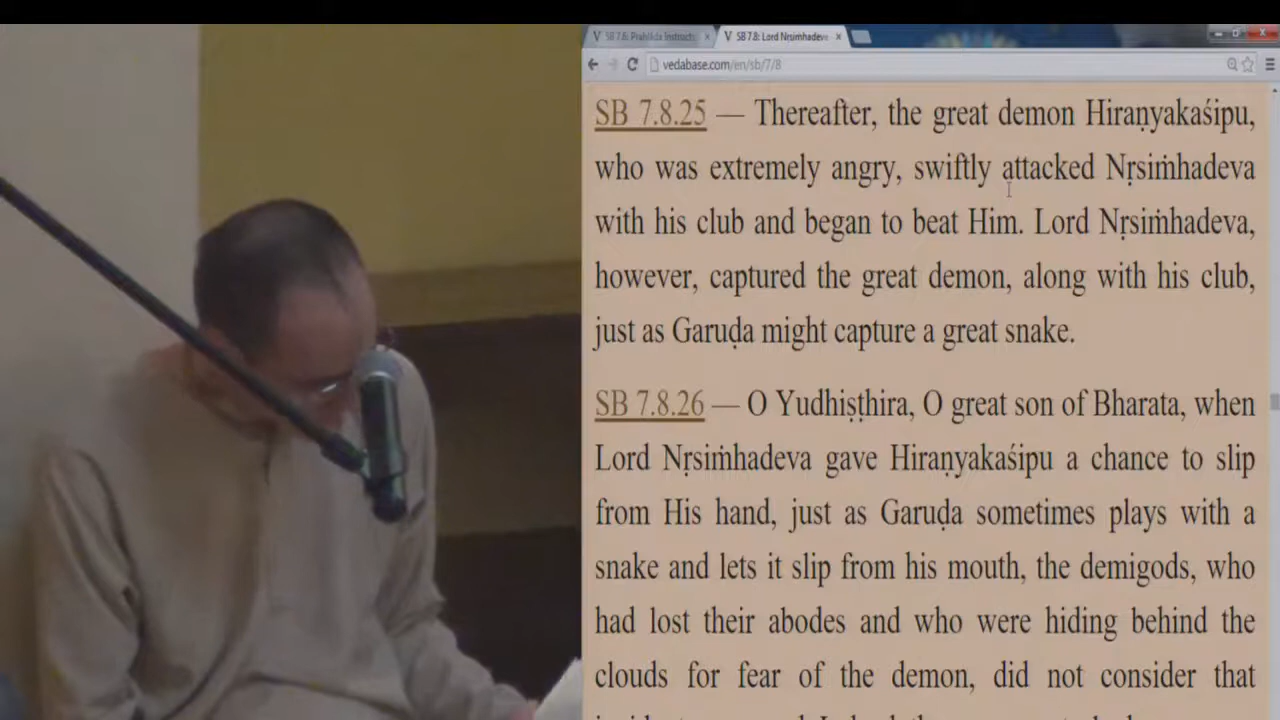 SB 7.6: Prahlāda Instructs
SB 7.8: Lord Nṛsiṁhadeva
vedabase.com/en/sb/7/8
SB 7.8.25 — Thereafter, the great demon Hiraṇyakaśipu,
who was extremely angry, swiftly attacked Nṛsiṁhadeva
with his club and began to beat Him. Lord Nṛsiṁhadeva,
however, captured the great demon, along with his club,
just as Garuḍa might capture a great snake.
SB 7.8.26 — O Yudhiṣṭhira, O great son of Bharata, when
Lord Nṛsiṁhadeva gave Hiraṇyakaśipu a chance to slip
from His hand, just as Garuḍa sometimes plays with a
snake and lets it slip from his mouth, the demigods, who
had lost their abodes and who were hiding behind the
clouds for fear of the demon, did not consider that